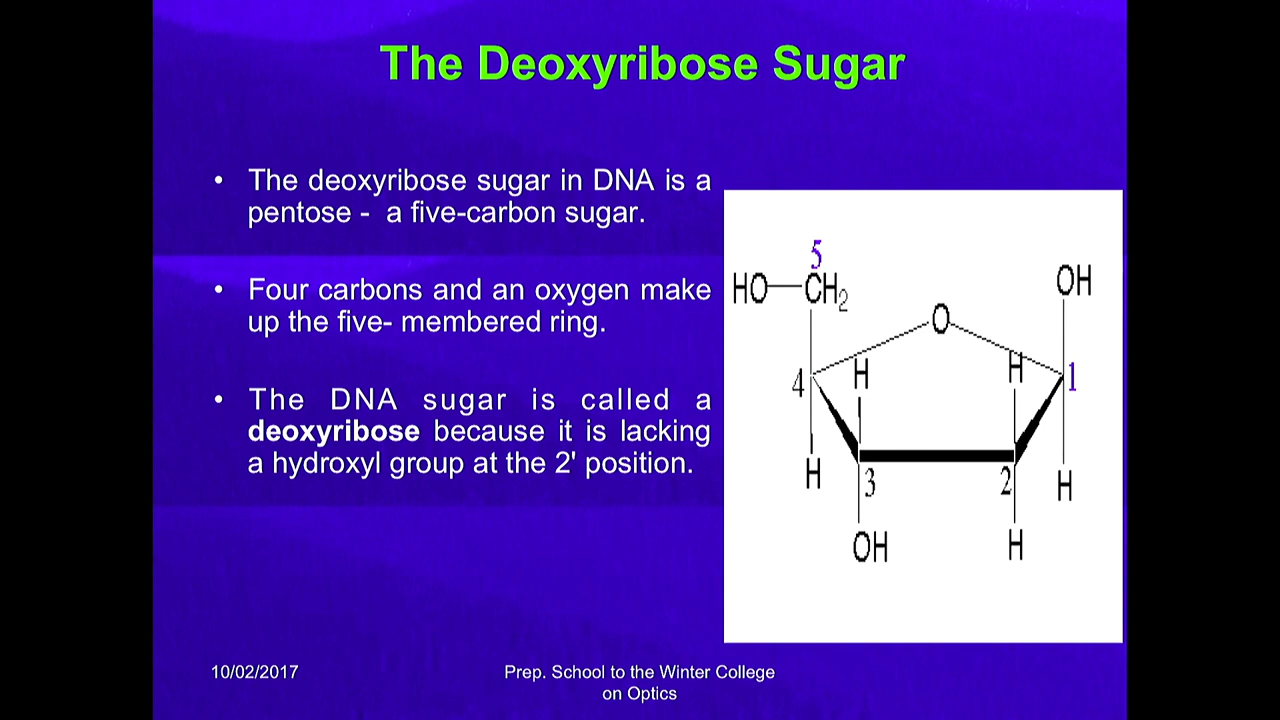 The Deoxyribose Sugar
• The deoxyribose sugar in DNA is a
pentose - a five-carbon sugar.
• Four carbons and an oxygen make
up the five- membered ring.
• The DNA sugar is called a
deoxyribose because it is lacking
a hydroxyl group at the 2' position.
5
HO CH2
OH
O
4
H
H
1
H
3
2
H
OH
H
10/02/2017
Prep. School to the Winter College
on Optics